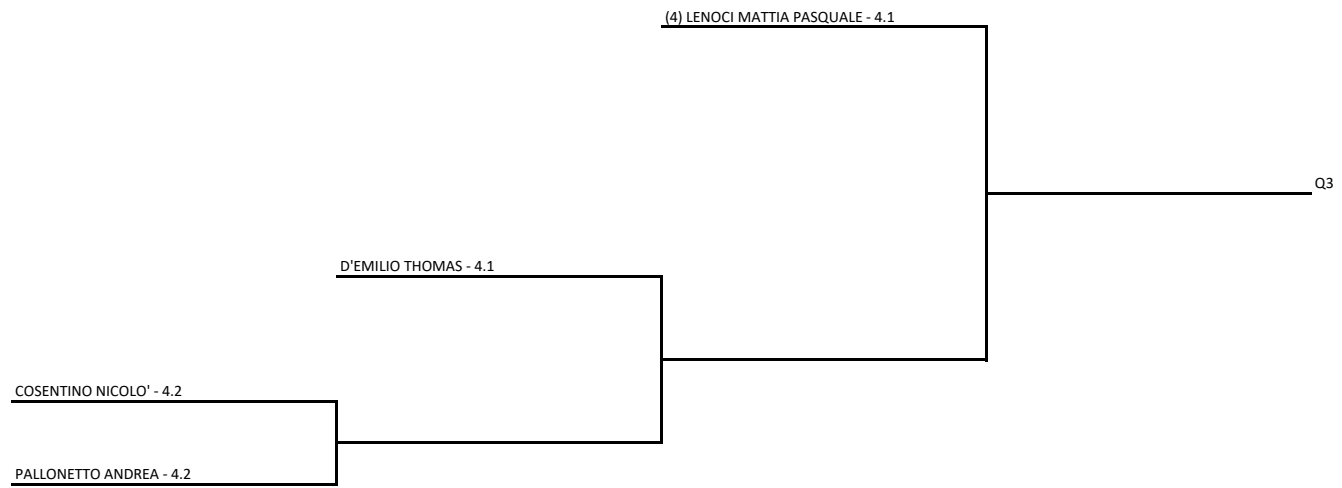 (4) LENOCI MATTIA PASQUALE - 4.1
Q3
D'EMILIO THOMAS - 4.1
COSENTINO NICOLO' - 4.2
PALLONETTO ANDREA - 4.2